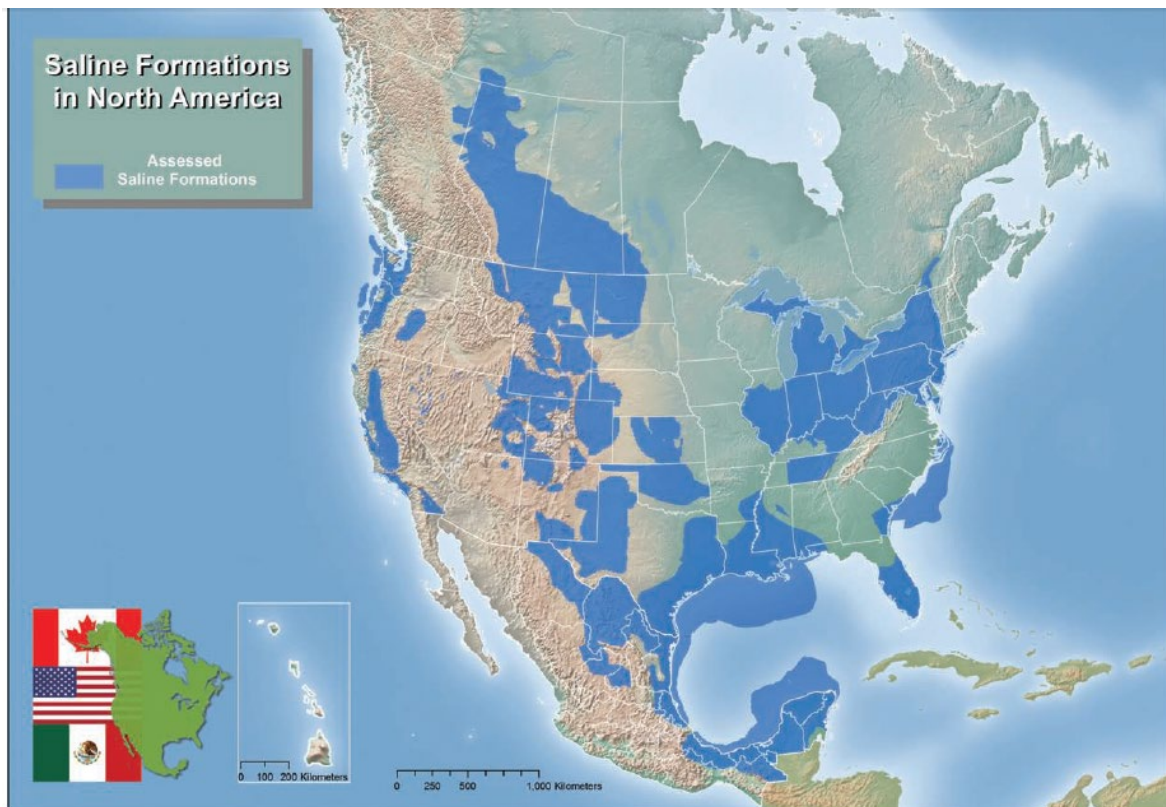 Saline Formations
in North America
Assessed
Saline Formations
0 100 200 Kilometers
0 250 500 1,000 Kilometers